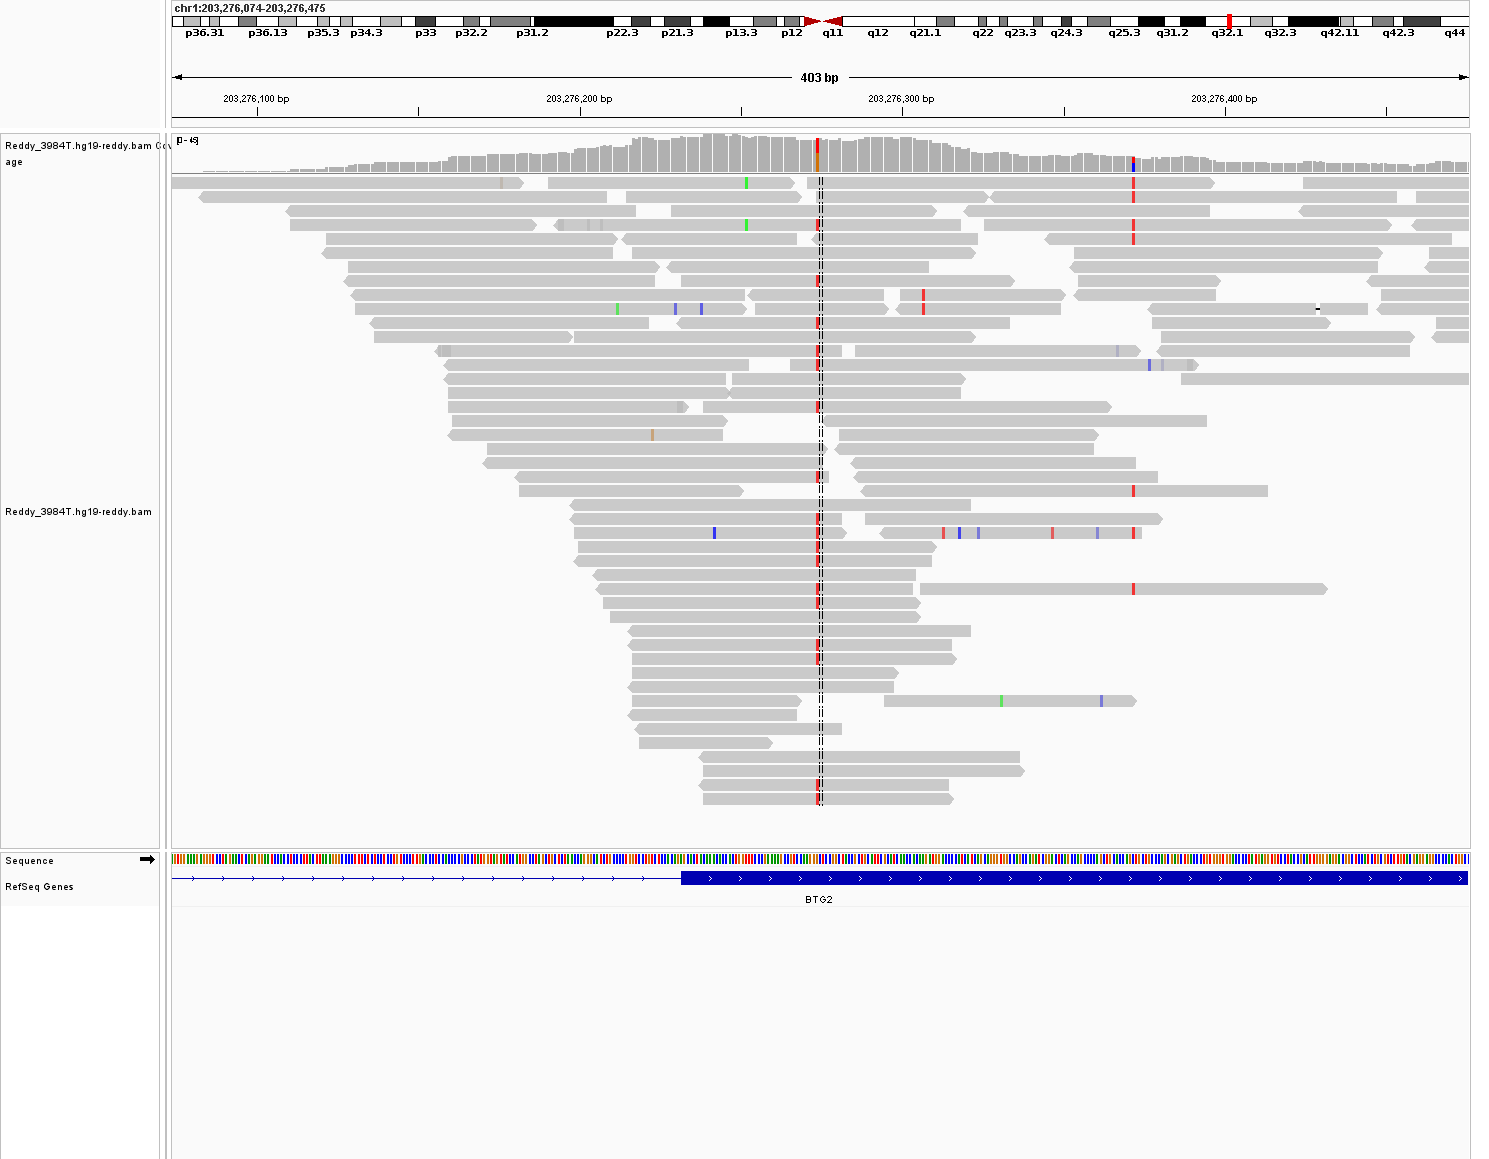 chr1:203,276,074-203,276,475
p36.31 p36.13 p35.3 p34.3 p33 p32.2 p31.2 p22.3 p21.3 p13.3 p12 q11 q12 q21.1 q22 q23.3 q24.3 q25.3 q31.2 q32.1 q32.3 q42.11 q42.3 q44
403 bp
203,276,100 bp 203,276,200 bp 203,276,300 bp 203,276,400 bp
Reddy_3984T.hg19-reddy.bam Cov
age
Reddy_3984T.hg19-reddy.bam
Sequence
RefSeq Genes
BTG2